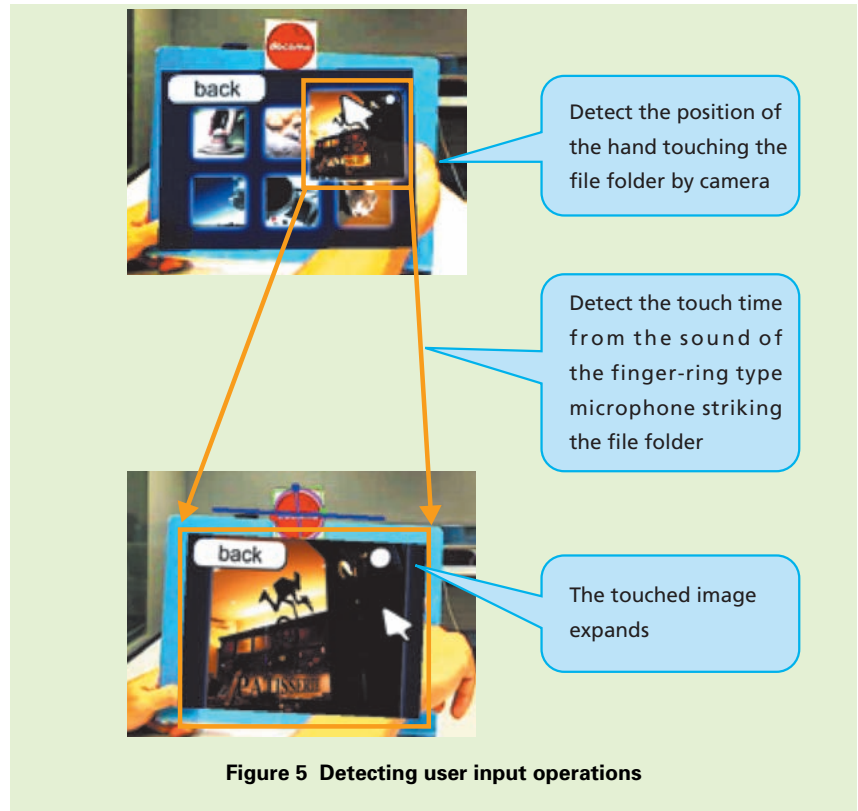 docomo
back
Detect the position of
the hand touching the
file folder by camera
Detect the touch time
from the sound of
the finger-ring type
microphone striking
the file folder
back
PATISSERIE
The touched image
expands
Figure 5 Detecting user input operations